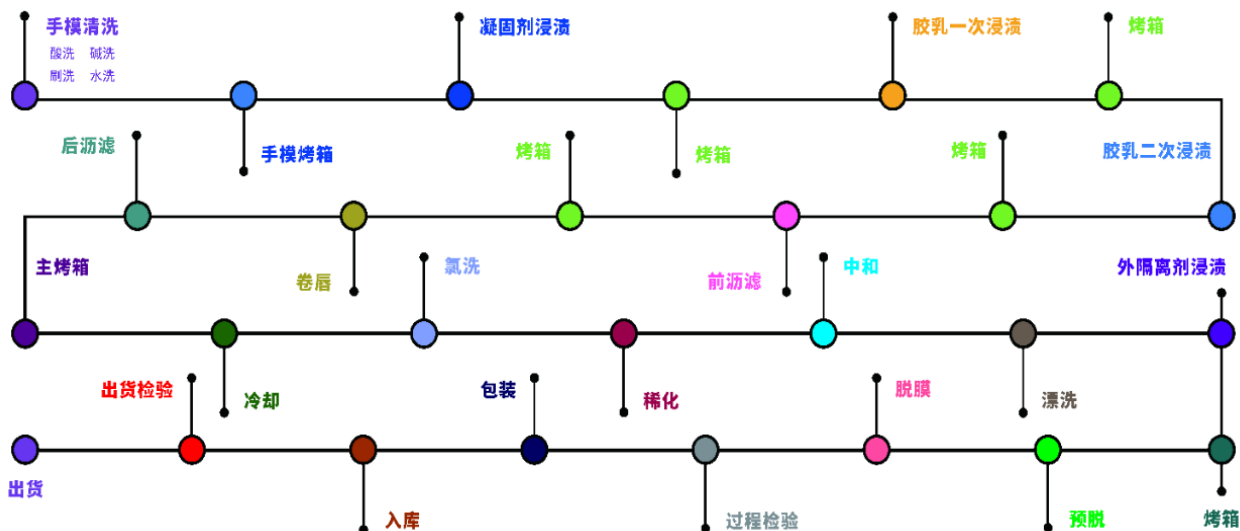 手模清洗
酸洗 碱洗
刷洗 水洗
手模烤箱
凝固剂浸渍
烤箱
胶乳一次浸渍
烤箱
胶乳二次浸渍
烤箱
前沥滤
烤箱
卷唇
后沥滤
主烤箱
冷却
氯洗
稀化
中和
漂洗
外隔离剂浸渍
烤箱
预脱
脱膜
过程检验
包装
入库
出货检验
出货